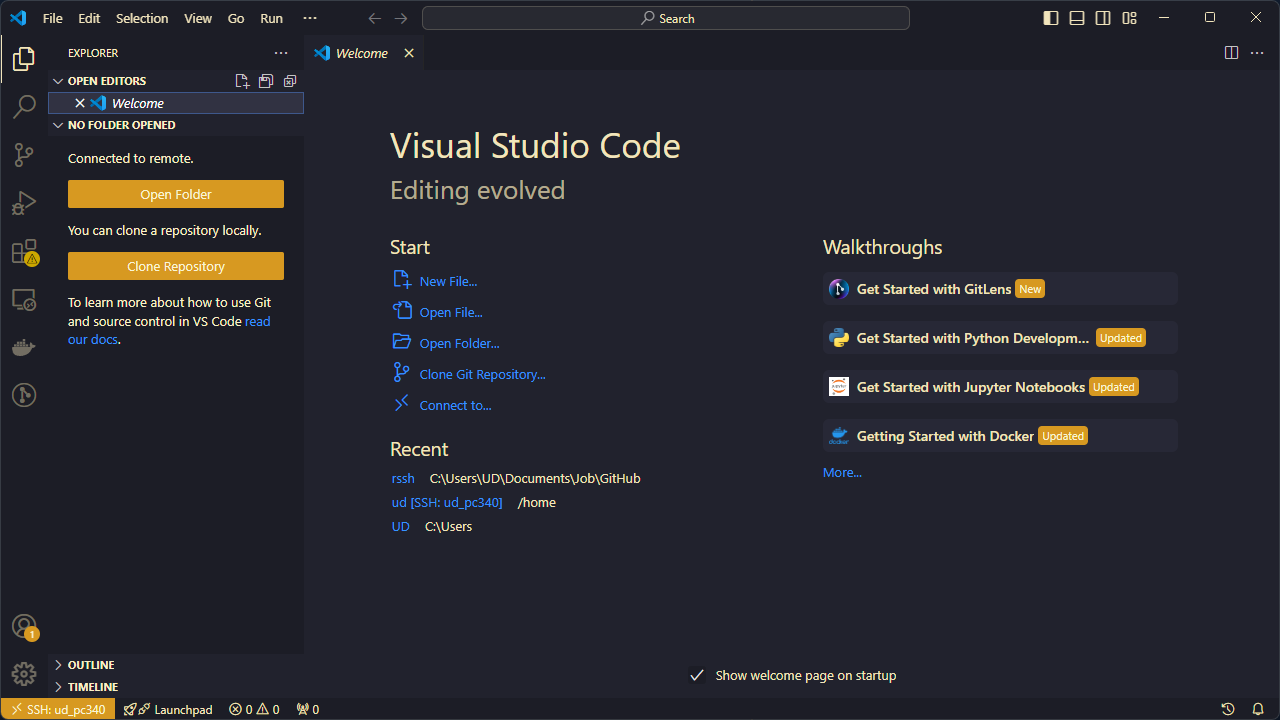 File Edit Selection View Go Run ···
Search
EXPLORER
OPEN EDITORS
Welcome
NO FOLDER OPENED
Connected to remote.
Open Folder
You can clone a repository locally.
Clone Repository
To learn more about how to use Git
and source control in VS Code read
our docs.
OUTLINE
TIMELINE
Welcome
Visual Studio Code
Editing evolved
Start
New File...
Open File...
Open Folder...
Clone Git Repository...
Connect to...
Recent
rssh C:\Users\UD\Documents\Job\GitHub
ud [SSH: ud_pc340] /home
UD C:\Users
Walkthroughs
Get Started with GitLens New
Get Started with Python Developm... Updated
Get Started with Jupyter Notebooks Updated
Getting Started with Docker Updated
More...
Show welcome page on startup
1
SSH: ud_pc340 Launchpad 0 0 0